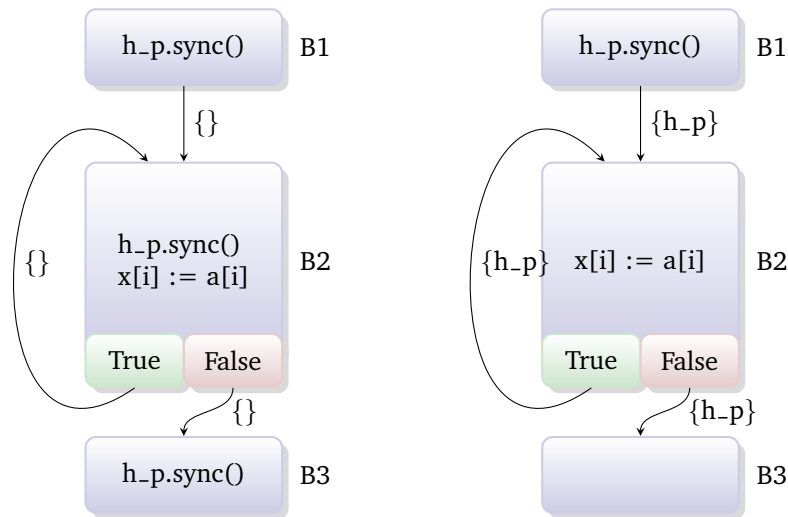 h_p.sync()
B1
{}
{}
h_p.sync()
x[i] := a[i]
B2
True
False
{}
h_p.sync()
B3
h_p.sync()
B1
{h_p}
{h_p}
x[i] := a[i]
B2
True
False
{h_p}
B3